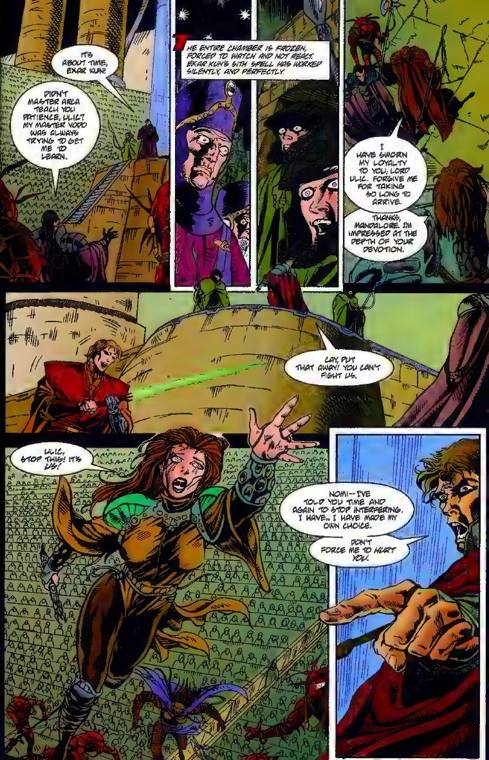 IT'S
ABOUT TIME,
EXAR KUN!
DIDN'T
MASTER ARCA
TEACH YOU
PATIENCE, ULIC?
MY MASTER VODO
WAS ALWAYS
TRYING TO GET
ME TO
LEARN.
THE ENTIRE CHAMBER IS FROZEN,
FORCED TO WATCH AND NOT REACT.
EXAR KUN'S SITH SPELL HAS WORKED
SILENTLY, AND PERFECTLY.
I
HAVE SWORN
MY LOYALTY
TO YOU, LORD
ULIC. FORGIVE ME
FOR TAKING
SO LONG TO
ARRIVE.
THANKS,
MANDALORE. I'M
IMPRESSED AT THE
DEPTH OF YOUR
DEVOTION.
CAY, PUT
THAT AWAY! YOU CAN'T
FIGHT US.
ULIC,
STOP THIS! IT'S
US!
NOMI--I'VE
TOLD YOU TIME AND
AGAIN TO STOP INTERFERING.
I HAVE... I HAVE MADE MY
OWN CHOICE.
DON'T
FORCE ME TO HURT
YOU.